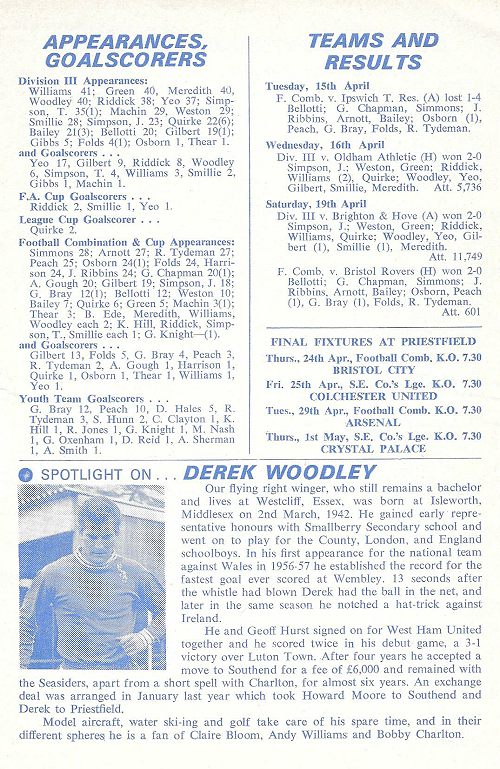 APPEARANCES,
GOALSCORERS
Division III Appearances:
Williams 41; Green 40, Meredith 40,
Woodley 40; Riddick 38; Yeo 37; Simp-
son, T. 35(1); Machin 29, Weston 29;
Smillie 28; Simpson, J. 23; Quirke 22(6);
Bailey 21(3); Bellotti 20; Gilbert 19(1);
Gibbs 5; Folds 4(1); Osborn 1, Thear 1.
and Goalscorers . . .
Yeo 17, Gilbert 9, Riddick 8, Woodley
6, Simpson, T. 4, Williams 3, Smillie 2,
Gibbs 1, Machin 1.
F.A. Cup Goalscorers . . .
Riddick 2, Smillie 1, Yeo 1.
League Cup Goalscorer . . .
Quirke 2.
Football Combination & Cup Appearances:
Simmons 28; Arnott 27; R. Tydeman 27;
Peach 25; Osborn 24(1); Folds 24, Harri-
son 24, J. Ribbins 24; G. Chapman 20(1);
A. Gough 20; Gilbert 19; Simpson, J. 18;
G. Bray 12(1); Bellotti 12; Weston 10;
Bailey 7; Quirke 6; Green 5; Machin 3(1);
Thear 3; B. Ede, Meredith, Williams,
Woodley each 2; K. Hill, Riddick, Simp-
son, T., Smillie each 1; G. Knight—(1).
and Goalscorers . . .
Gilbert 13, Folds 5, G. Bray 4, Peach 3,
R. Tydeman 2, A. Gough 1, Harrison 1,
Quirke 1, Osborn 1, Thear 1, Williams 1,
Yeo 1.
Youth Team Goalscorers . . .
G. Bray 12, Peach 10, D. Hales 5, R.
Tydeman 3, S. Hunn 2, C. Clayton 1, K.
Hill 1, R. Jones 1, G. Knight 1, M. Nash
1, G. Oxenham 1, D. Reid 1, A. Sherman
1, A. Smith 1.
TEAMS AND
RESULTS
Tuesday, 15th April
F. Comb. v. Ipswich T. Res. (A) lost 1-4
Bellotti; G. Chapman, Simmons; J.
Ribbins, Arnott, Bailey; Osborn (1),
Peach, G. Bray, Folds, R. Tydeman.
Wednesday, 16th April
Div. III v. Oldham Athletic (H) won 2-0
Simpson, J.; Weston, Green; Riddick,
Williams (2), Quirke; Woodley, Yeo,
Gilbert, Smillie, Meredith. Att. 5,736
Saturday, 19th April
Div. III v. Brighton & Hove (A) won 2-0
Simpson, J.; Weston, Green; Riddick,
Williams, Quirke; Woodley, Yeo, Gil-
bert (1), Smillie (1), Meredith.
Att. 11,749
F. Comb. v. Bristol Rovers (H) won 2-0
Bellotti; G. Chapman, Simmons; J.
Ribbins, Arnott, Bailey; Osborn, Peach
(1), G. Bray (1), Folds, R. Tydeman.
Att. 601
FINAL FIXTURES AT PRIESTFIELD
Thurs., 24th Apr., Football Comb. K.O. 7.30
BRISTOL CITY
Fri. 25th Apr., S.E. Co.'s Lge. K.O. 7.30
COLCHESTER UNITED
Tues., 29th Apr., Football Comb. K.O. 7.30
ARSENAL
Thurs., 1st May, S.E. Co.'s Lge. K.O. 7.30
CRYSTAL PALACE
SPOTLIGHT ON . . . DEREK WOODLEY
Our flying right winger, who still remains a bachelor
and lives at Westcliff, Essex, was born at Isleworth,
Middlesex on 2nd March, 1942. He gained early repre-
sentative honours with Smallberry Secondary school and
went on to play for the County, London, and England
schoolboys. In his first appearance for the national team
against Wales in 1956-57 he established the record for the
fastest goal ever scored at Wembley. 13 seconds after
the whistle had blown Derek had the ball in the net, and
later in the same season he notched a hat-trick against
Ireland.
He and Geoff Hurst signed on for West Ham United
together and he scored twice in his debut game, a 3-1
victory over Luton Town. After four years he accepted a
move to Southend for a fee of £6,000 and remained with
the Seasiders, apart from a short spell with Charlton, for almost six years. An exchange
deal was arranged in January last year which took Howard Moore to Southend and
Derek to Priestfield.
Model aircraft, water ski-ing and golf take care of his spare time, and in their
different spheres he is a fan of Claire Bloom, Andy Williams and Bobby Charlton.